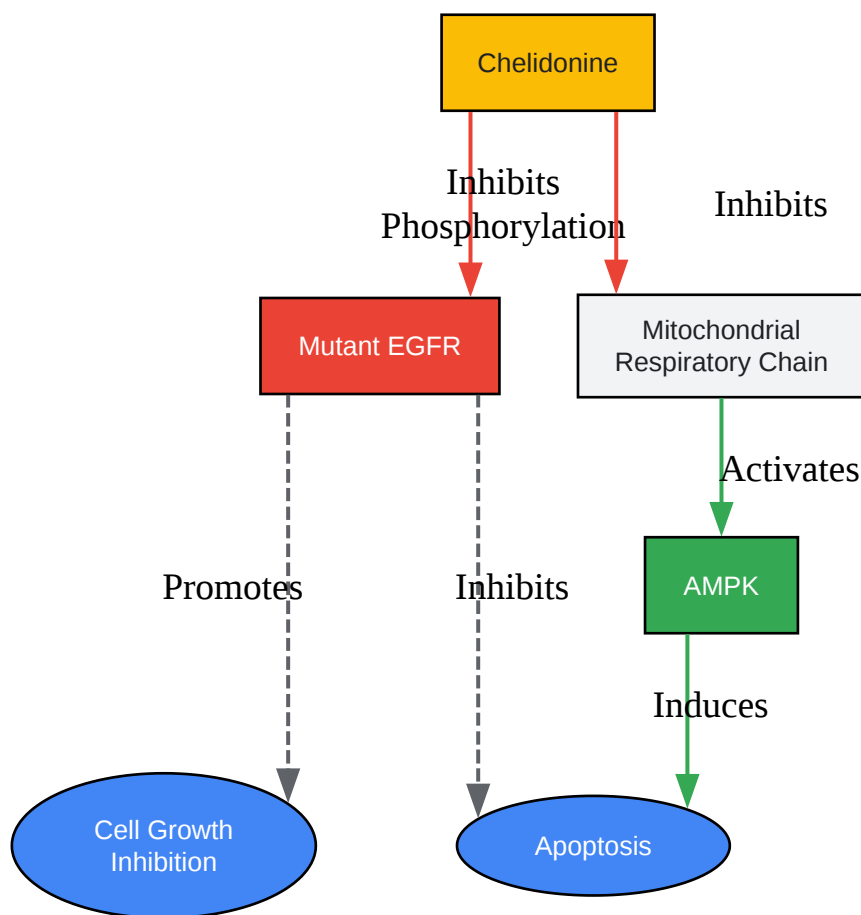 Chelidonine
Inhibits
Phosphorylation
Inhibits
Mutant EGFR
Mitochondrial
Respiratory Chain
Activates
AMPK
Promotes
Inhibits
Induces
Cell Growth
Inhibition
Apoptosis